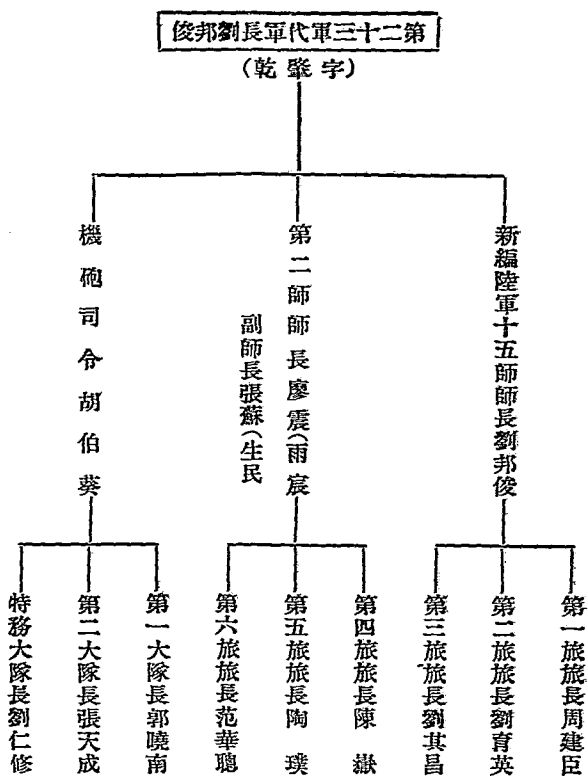 第二十三軍代軍長劉邦俊
(字肇乾)
新編陸軍十五師師長劉邦俊
第二師師長廖震(雨宸
副師長張蘇(生民
機砲司令胡伯葵
第一旅旅長周建臣
第二旅旅長劉育英
第三旅旅長劉其昌
第四旅旅長陳嶽
第五旅旅長陶璞
第六旅旅長范華聰
第一大隊長郭曉南
第二大隊長張天成
特務大隊長劉仁修